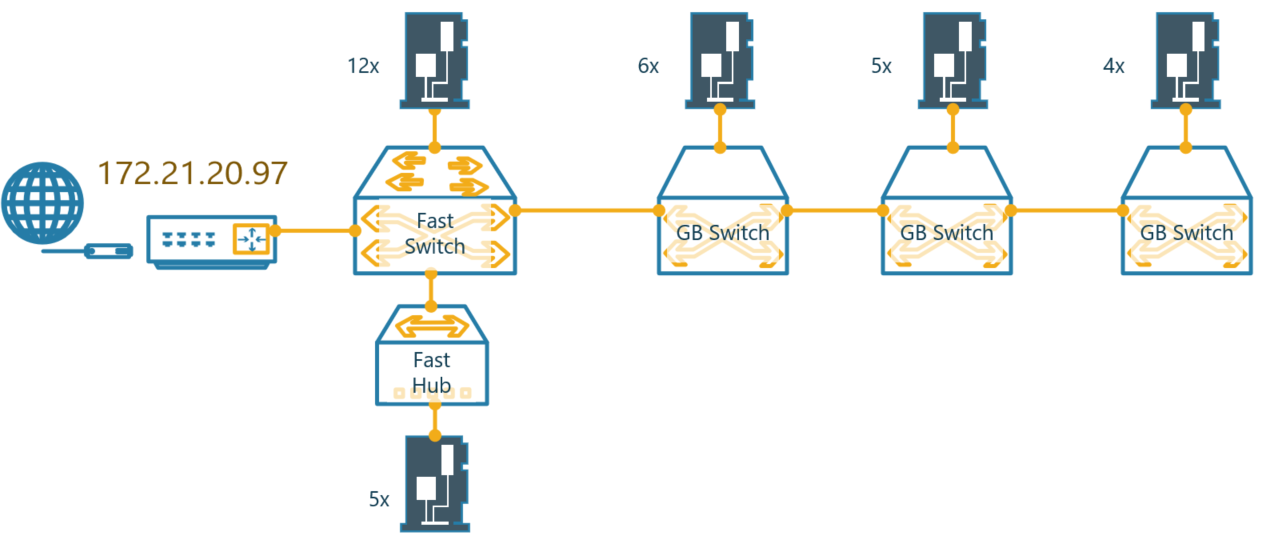 12x
6x
5x
4x
172.21.20.97
Fast
Switch
GB Switch
GB Switch
GB Switch
Fast
Hub
5x